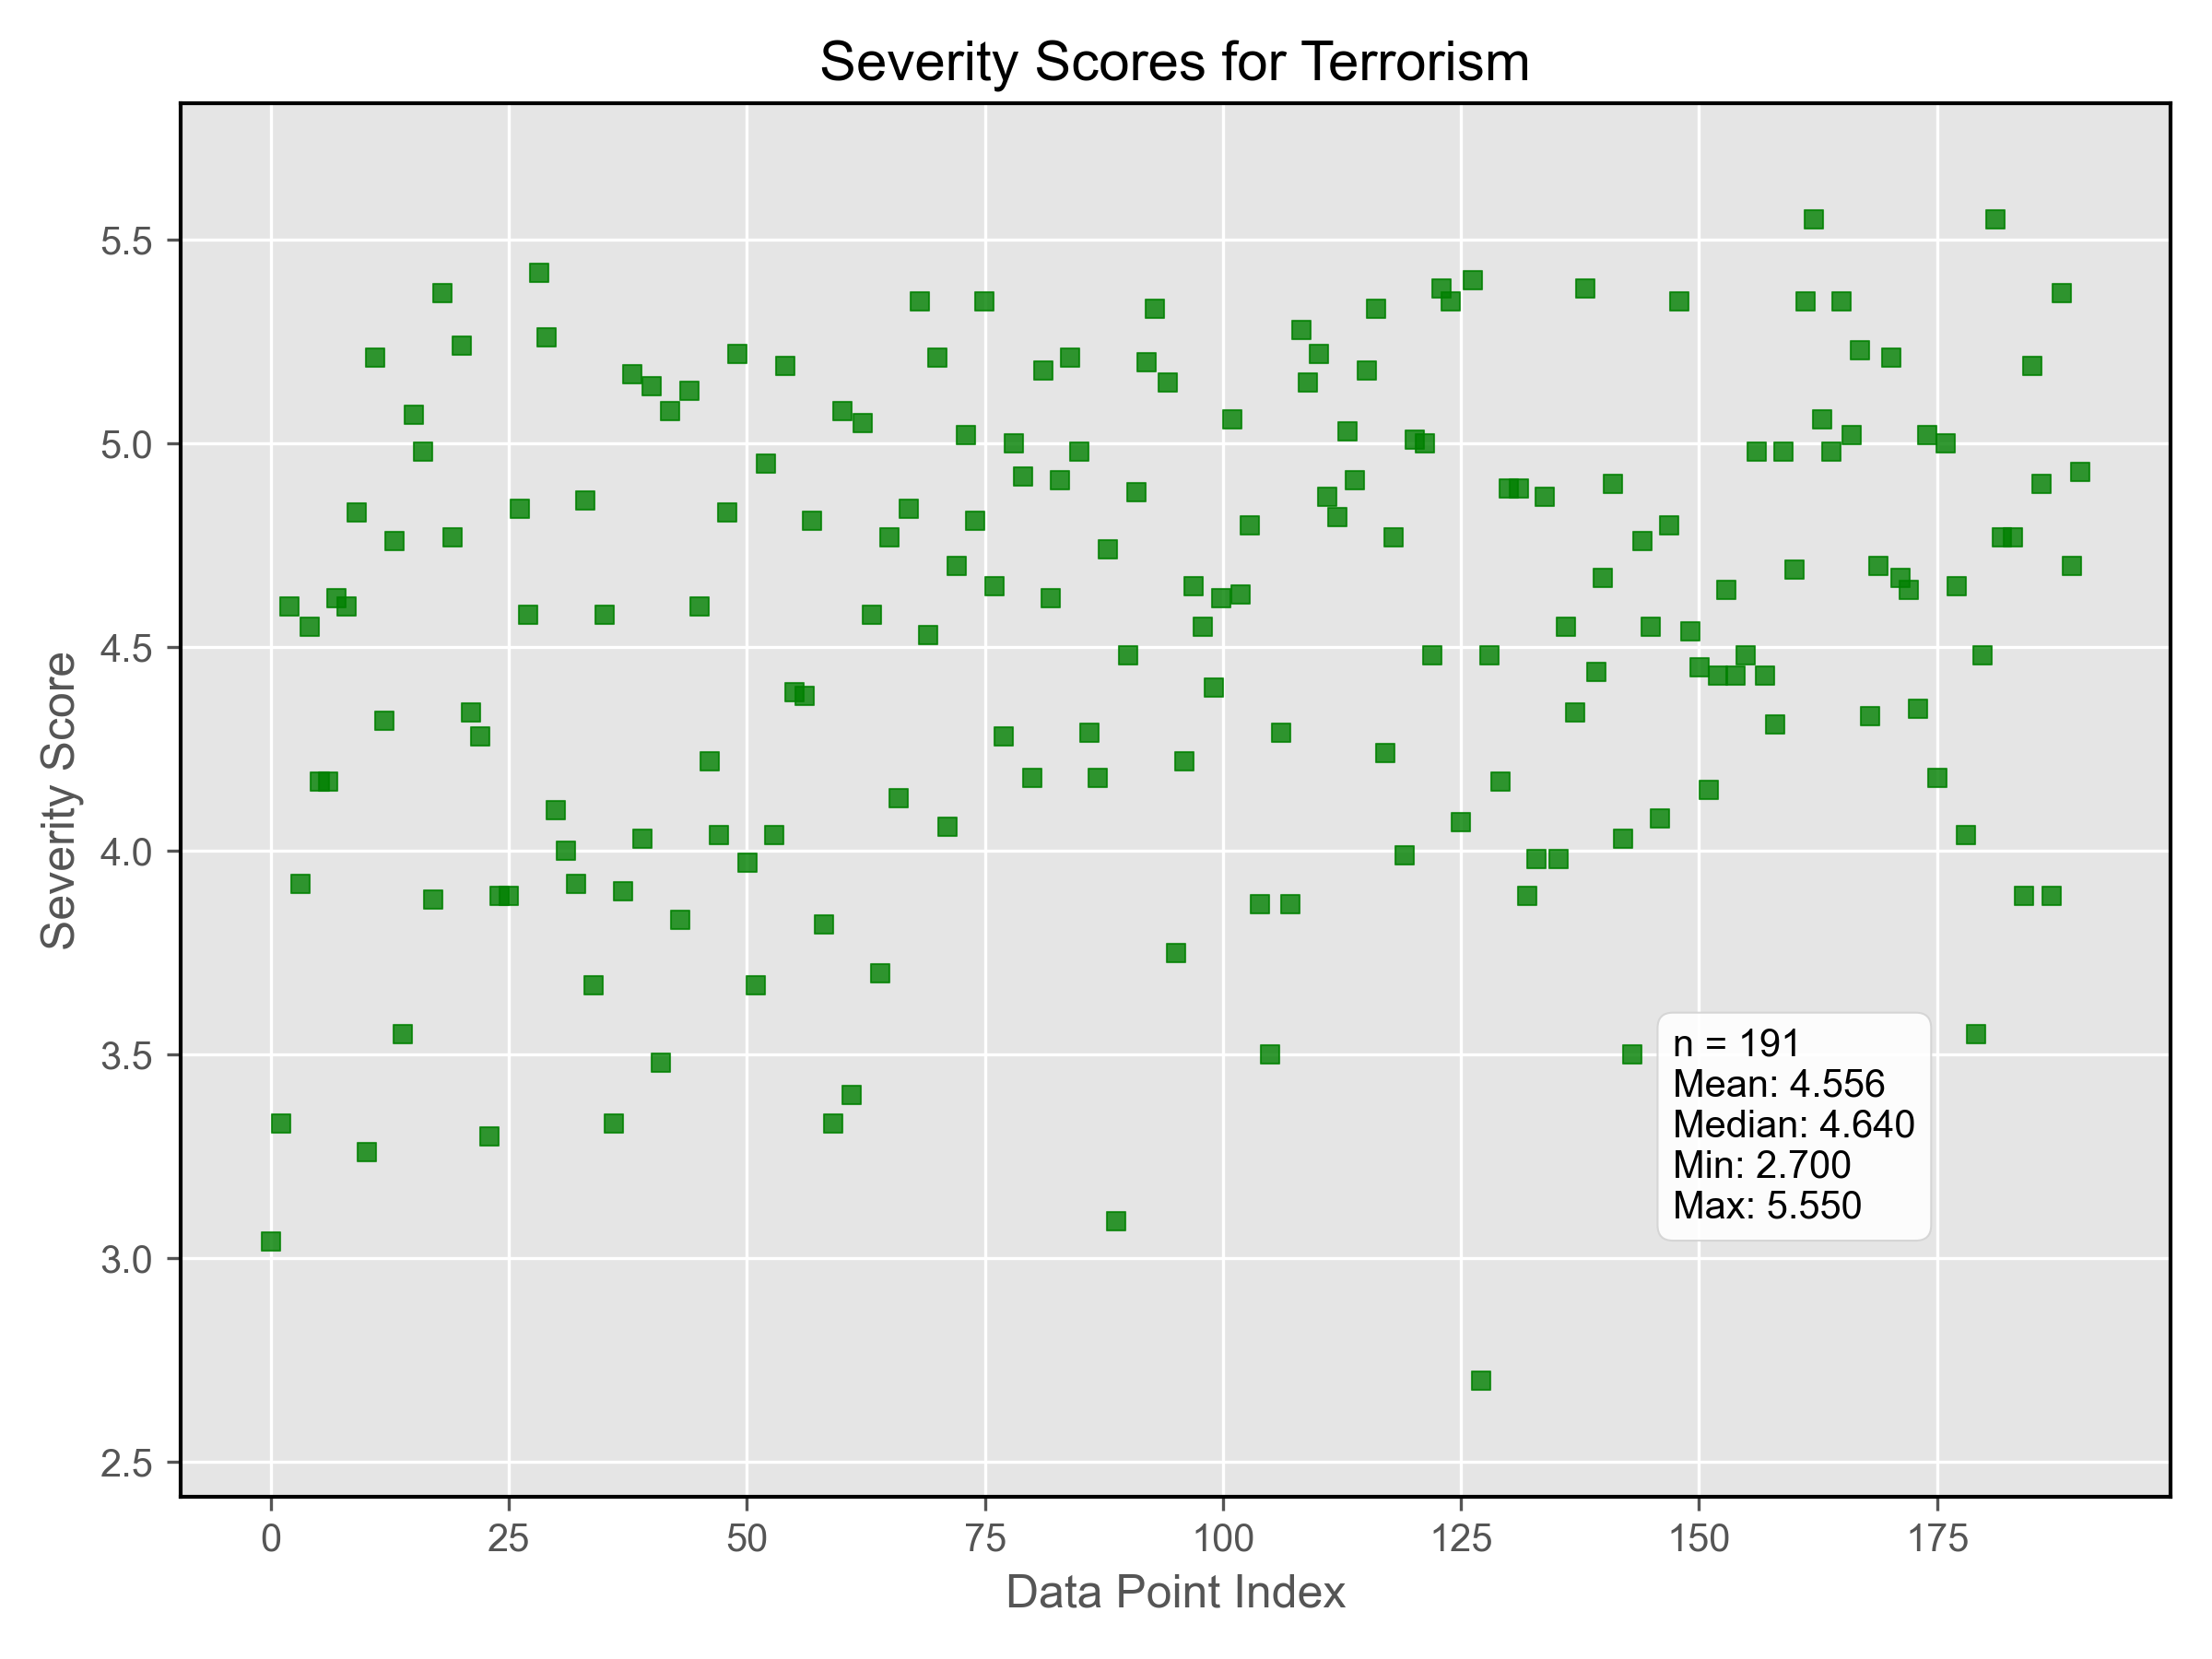 Severity Scores for Terrorism
5.5
5.0
4.5
4.0
3.5
3.0
2.5
Severity Score
n = 191
Mean: 4.556
Median: 4.640
Min: 2.700
Max: 5.550
0 25 50 75 100 125 150 175
Data Point Index